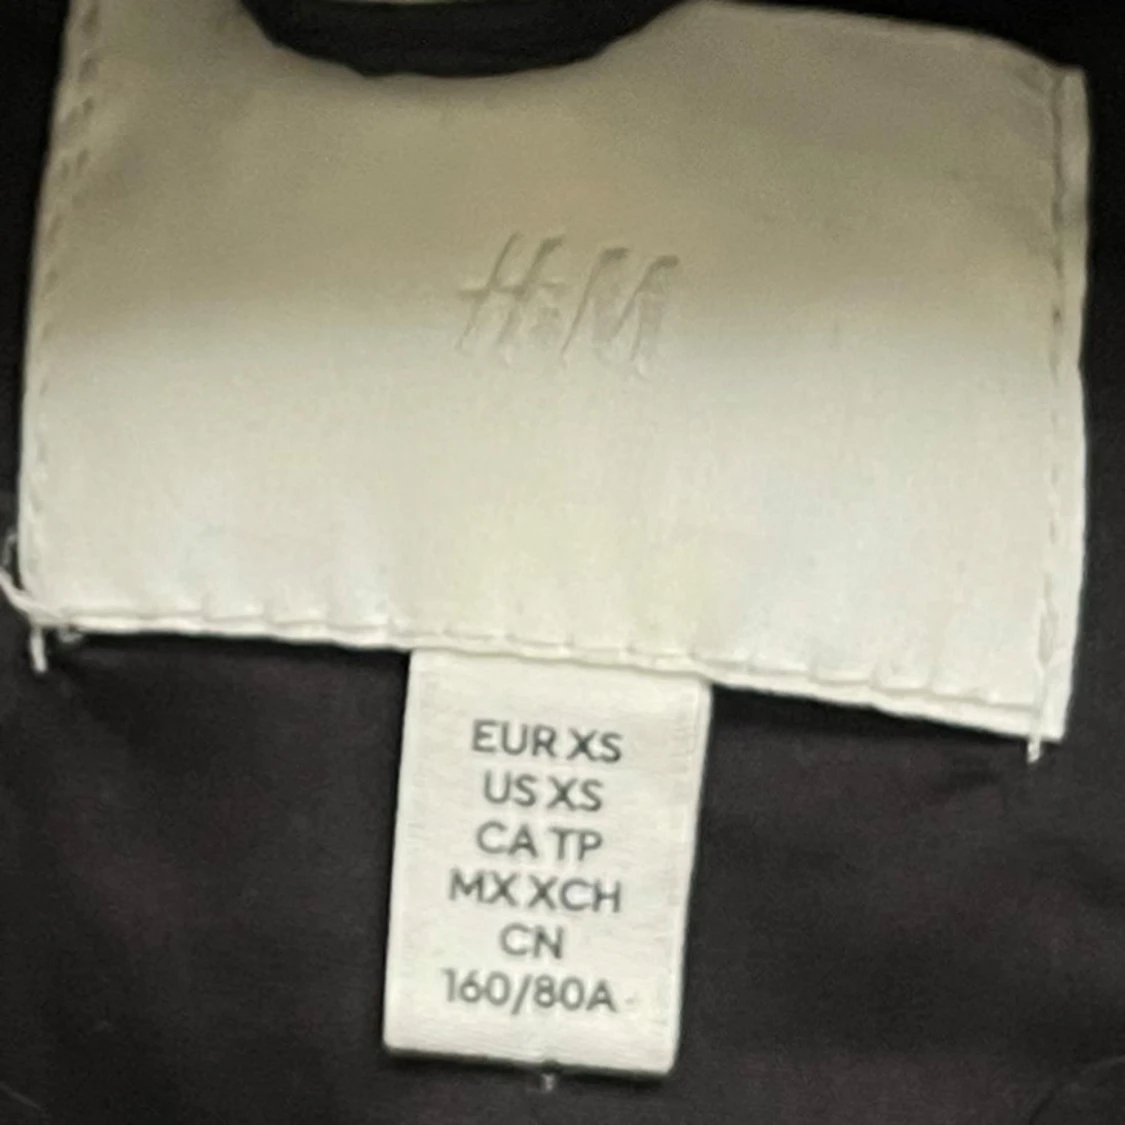 H&M
EUR XS
US XS
CA TP
MX XCH
CN
160/80A